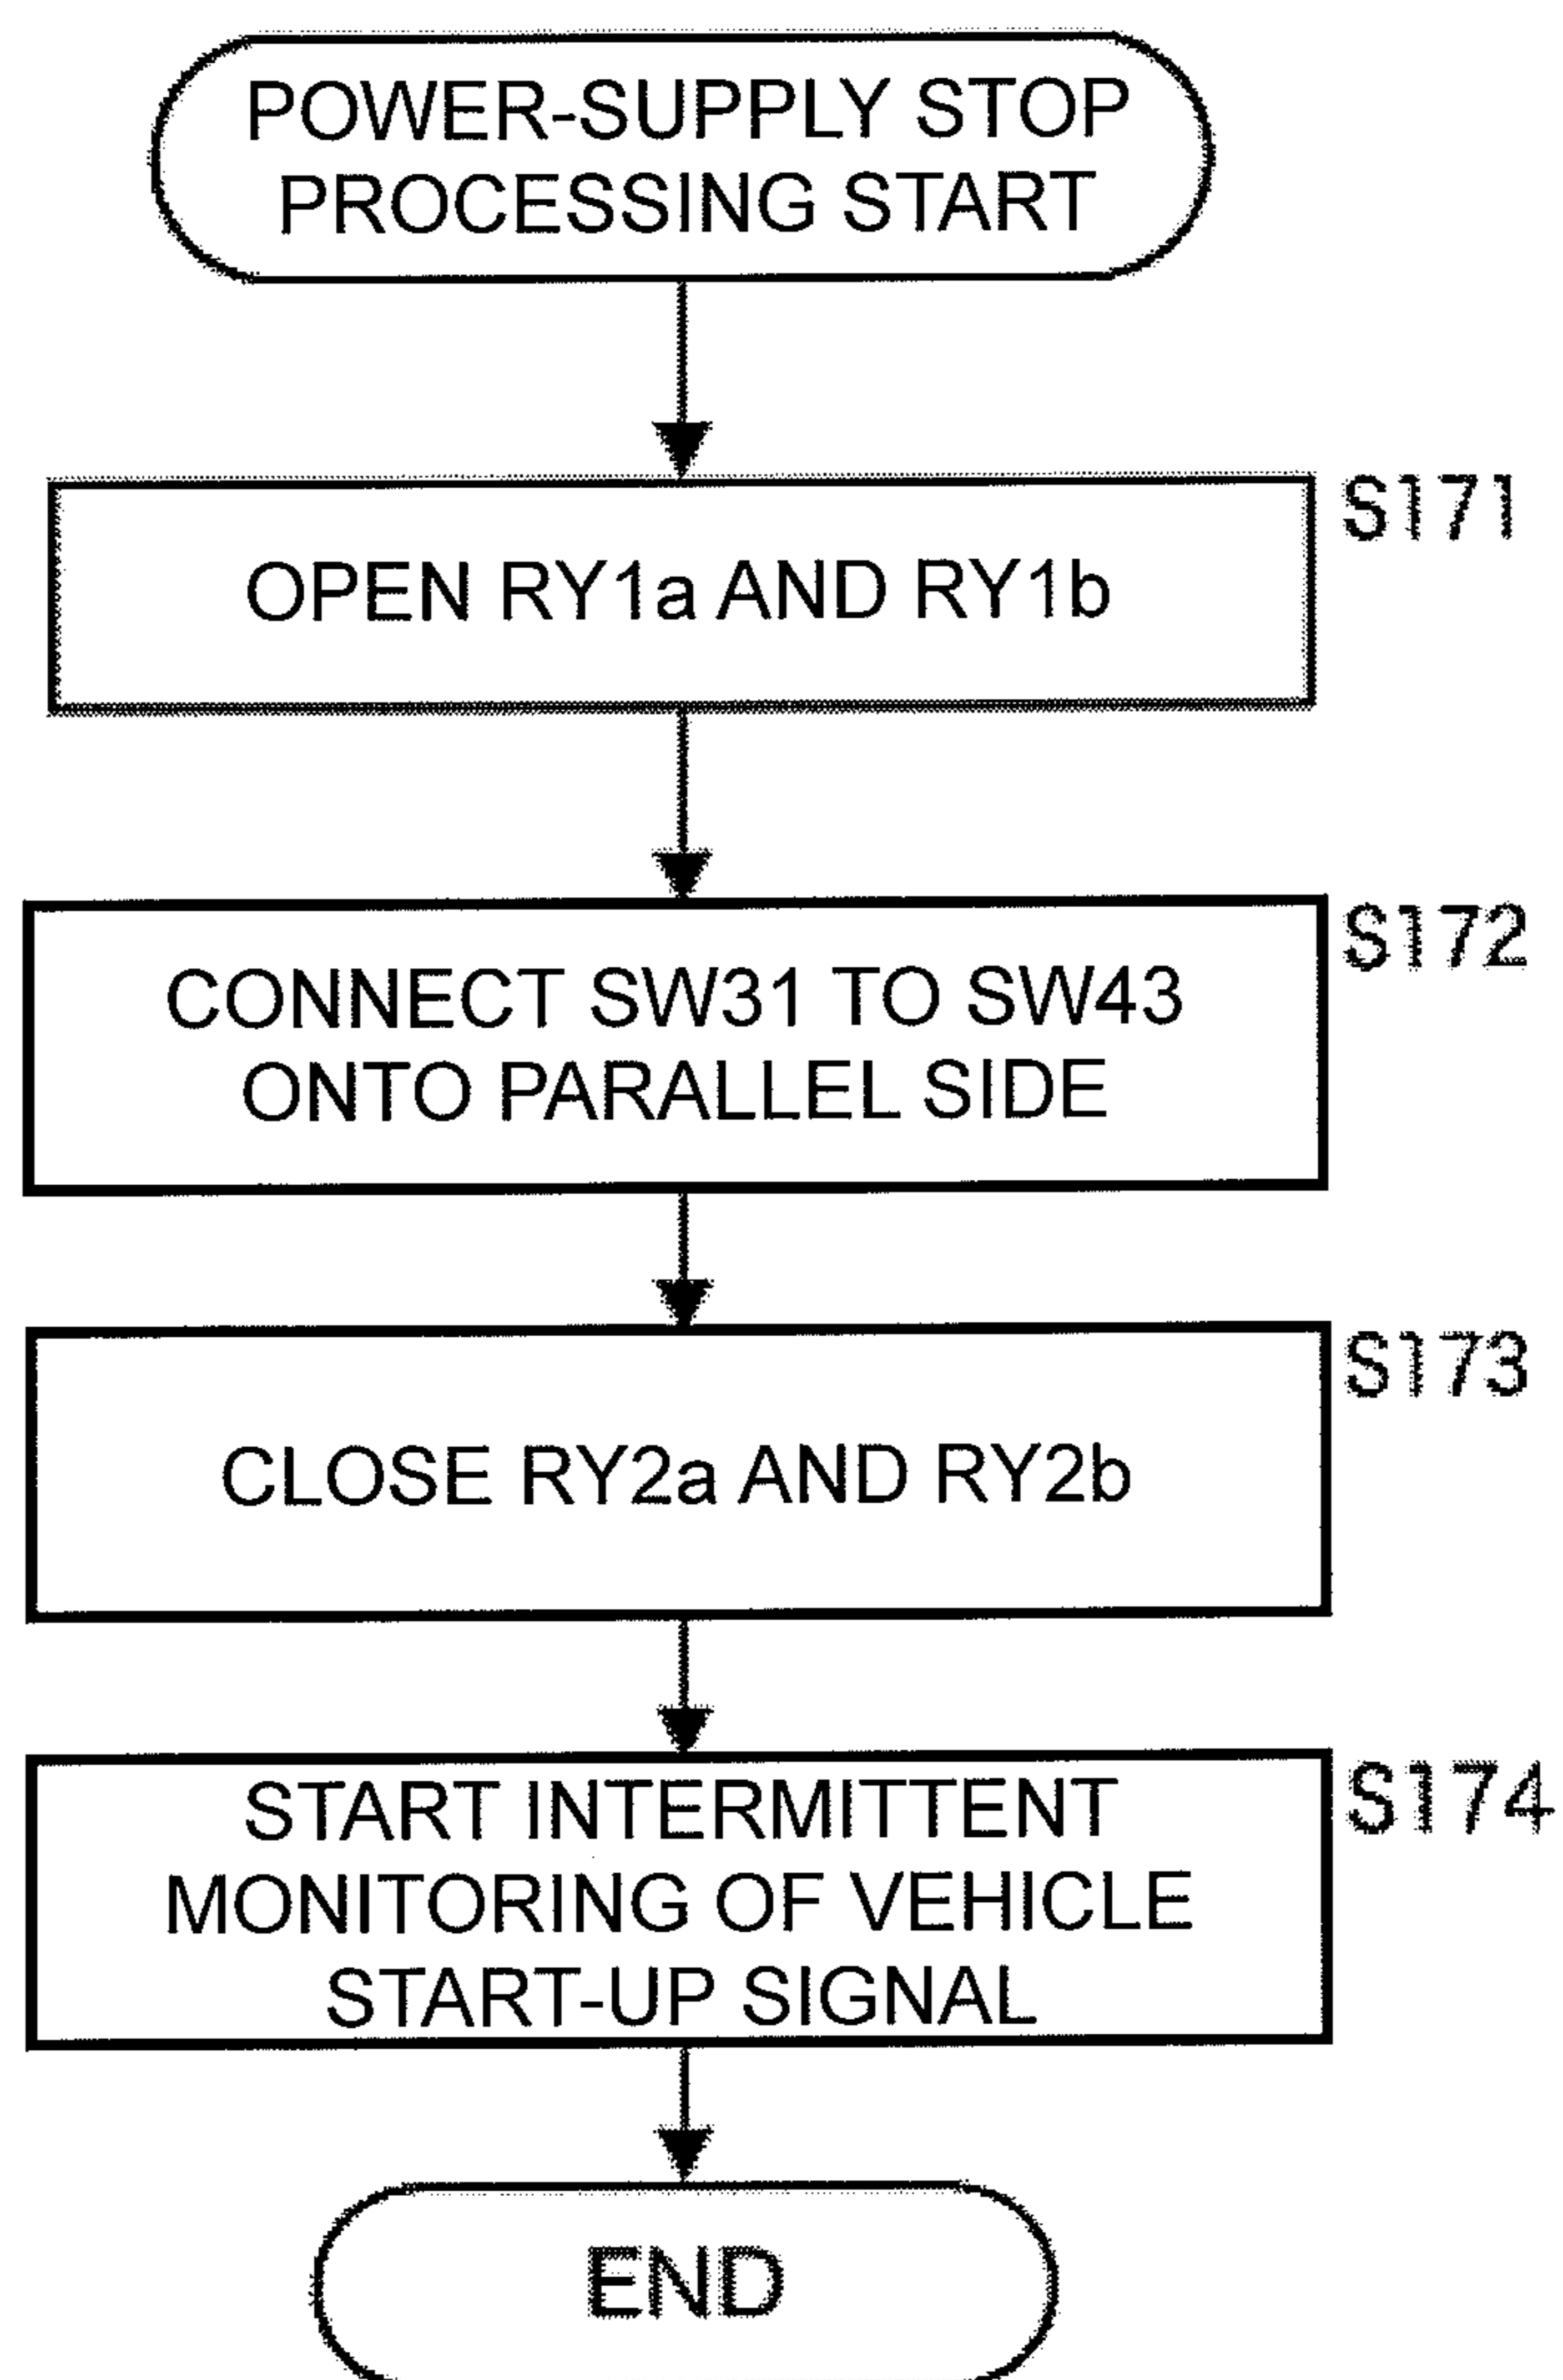 POWER-SUPPLY STOP
PROCESSING START
S171
OPEN RY1a AND RY1b
S172
CONNECT SW31 TO SW43
ONTO PARALLEL SIDE
S173
CLOSE RY2a AND RY2b
S174
START INTERMITTENT
MONITORING OF VEHICLE
START-UP SIGNAL
END